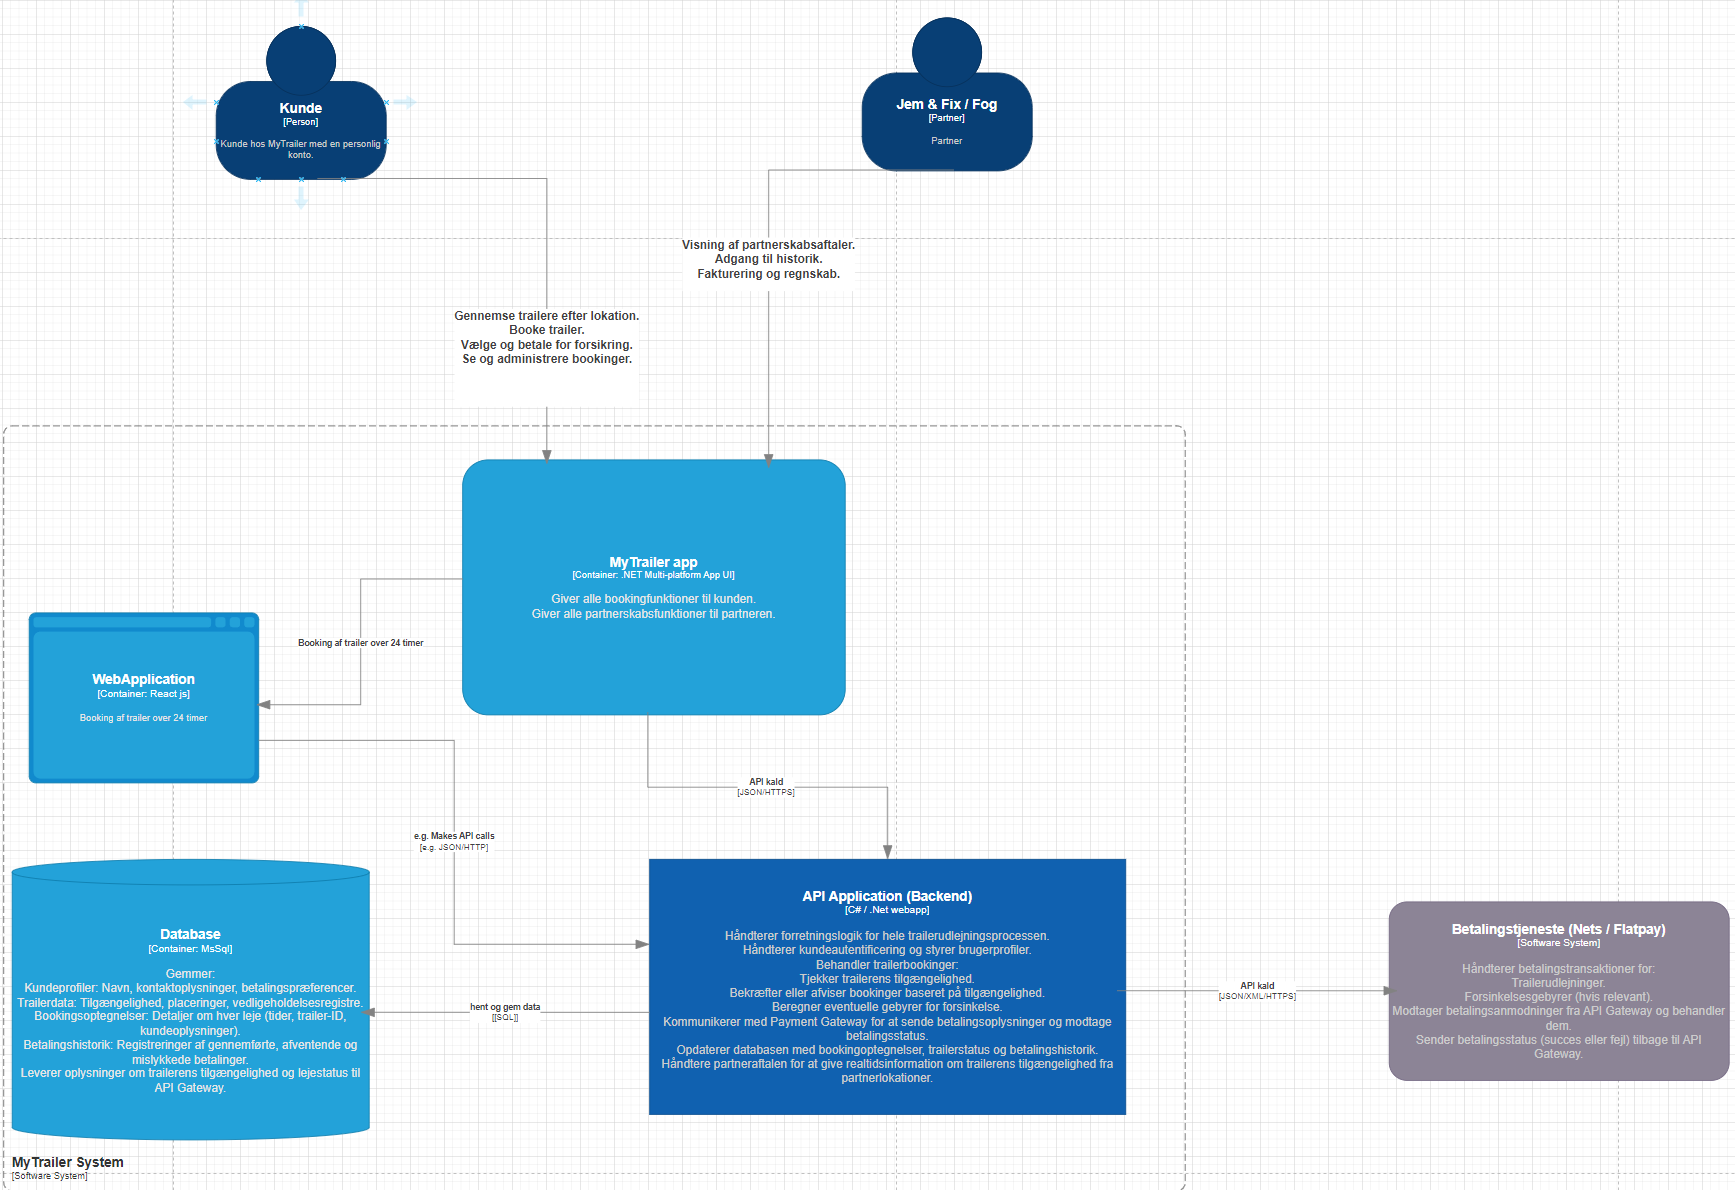 Kunde
[Person]
Kunde hos MyTrailer med en personlig
konto.
Jem & Fix / Fog
[Partner]
Partner
Visning af partnerskabsaftaler.
Adgang til historik.
Fakturering og regnskab.
Gennemse trailere efter lokation.
Booke trailer.
Vælge og betale for forsikring.
Se og administrere bookinger.
MyTrailer app
[Container: .NET Multi-platform App UI]
Giver alle bookingfunktioner til kunden.
Giver alle partnerskabsfunktioner til partneren.
Booking af trailer over 24 timer
WebApplication
[Container: React js]
Booking af trailer over 24 timer
API kald
[JSON/HTTPS]
e.g. Makes API calls
[e.g. JSON/HTTP]
Database
[Container: MsSql]
Gemmer:
Kundeprofiler: Navn, kontaktoplysninger, betalingspræferencer.
Trailerdata: Tilgængelighed, placeringer, vedligeholdelsesregistre.
Bookingsoptegnelser: Detaljer om hver leje (tider, trailer-ID,
kundeoplysninger).
Betalingshistorik: Registreringer af gennemførte, afventende og
mislykkede betalinger.
Leverer oplysninger om trailerens tilgængelighed og lejestatus til
API Gateway.
hent og gem data
[[SQL]]
API Application (Backend)
[C# / .Net webapp]
Håndterer forretningslogik for hele trailerudlejningsprocessen.
Håndterer kundeautentificering og styrer brugerprofiler.
Behandler trailerbookinger:
Tjekker trailerens tilgængelighed.
Bekræfter eller afviser bookinger baseret på tilgængelighed.
Beregner eventuelle gebyrer for forsinkelse.
Kommunikerer med Payment Gateway for at sende betalingsoplysninger og modtage
betalingsstatus.
Opdaterer databasen med bookingoptegnelser, trailerstatus og betalingshistorik.
Håndtere partneraftalen for at give realtidsinformation om trailerens tilgængelighed fra
partnerlokationer.
API kald
[JSON/XML/HTTPS]
Betalingstjeneste (Nets / Flatpay)
[Software System]
Håndterer betalingstransaktioner for:
Trailerudlejninger.
Forsinkelsesgebyrer (hvis relevant).
Modtager betalingsanmodninger fra API Gateway og behandler
dem.
Sender betalingsstatus (succes eller fejl) tilbage til API
Gateway.
MyTrailer System
[Software System]